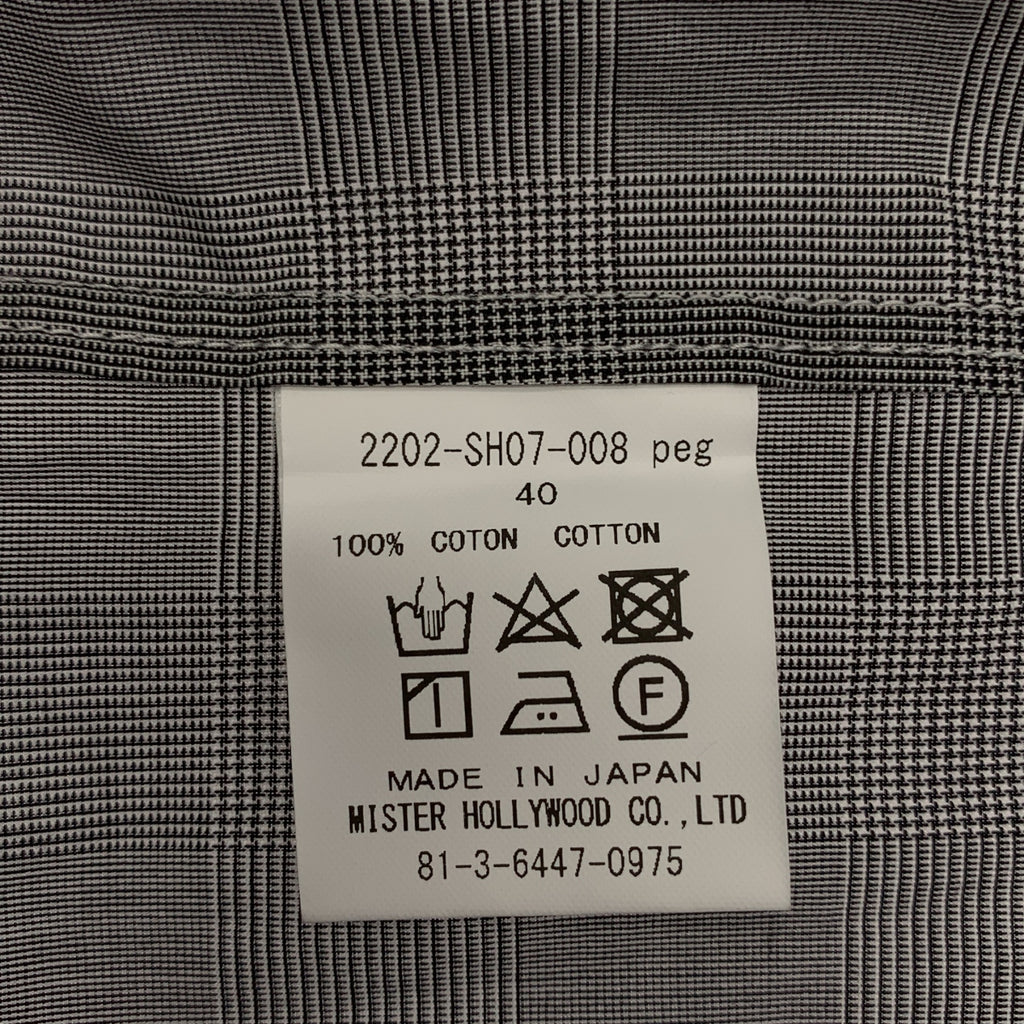 2202-SH07-008 peg
40
100% COTON COTTON
F
MADE IN JAPAN
MISTER HOLLYWOOD CO.,LTD
81-3-6447-0975